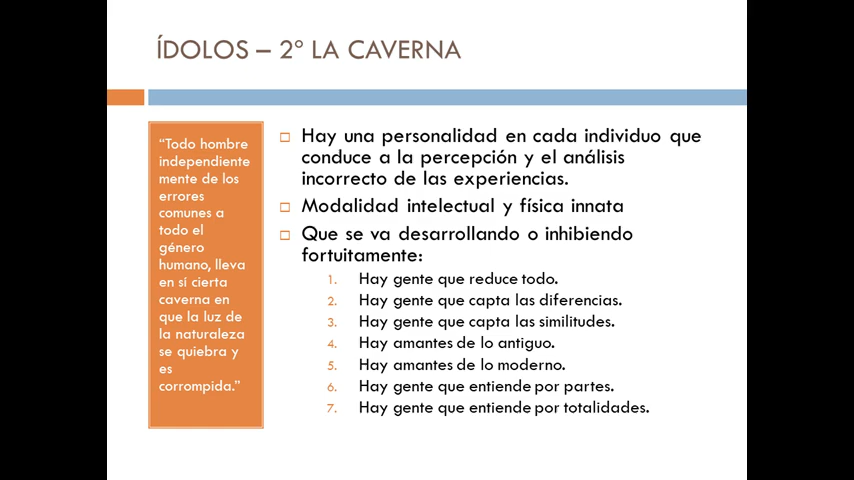 ÍDOLOS – 2º LA CAVERNA
“Todo hombre
independiente
mente de los
errores
comunes a
todo el
género
humano, lleva
en sí cierta
caverna en
que la luz de
la naturaleza
se quiebra y
es
corrompida.”
Hay una personalidad en cada individuo que
conduce a la percepción y el análisis
incorrecto de las experiencias.
Modalidad intelectual y física innata
Que se va desarrollando o inhibiendo
fortuitamente:
1. Hay gente que reduce todo.
2. Hay gente que capta las diferencias.
3. Hay gente que capta las similitudes.
4. Hay amantes de lo antiguo.
5. Hay amantes de lo moderno.
6. Hay gente que entiende por partes.
7. Hay gente que entiende por totalidades.